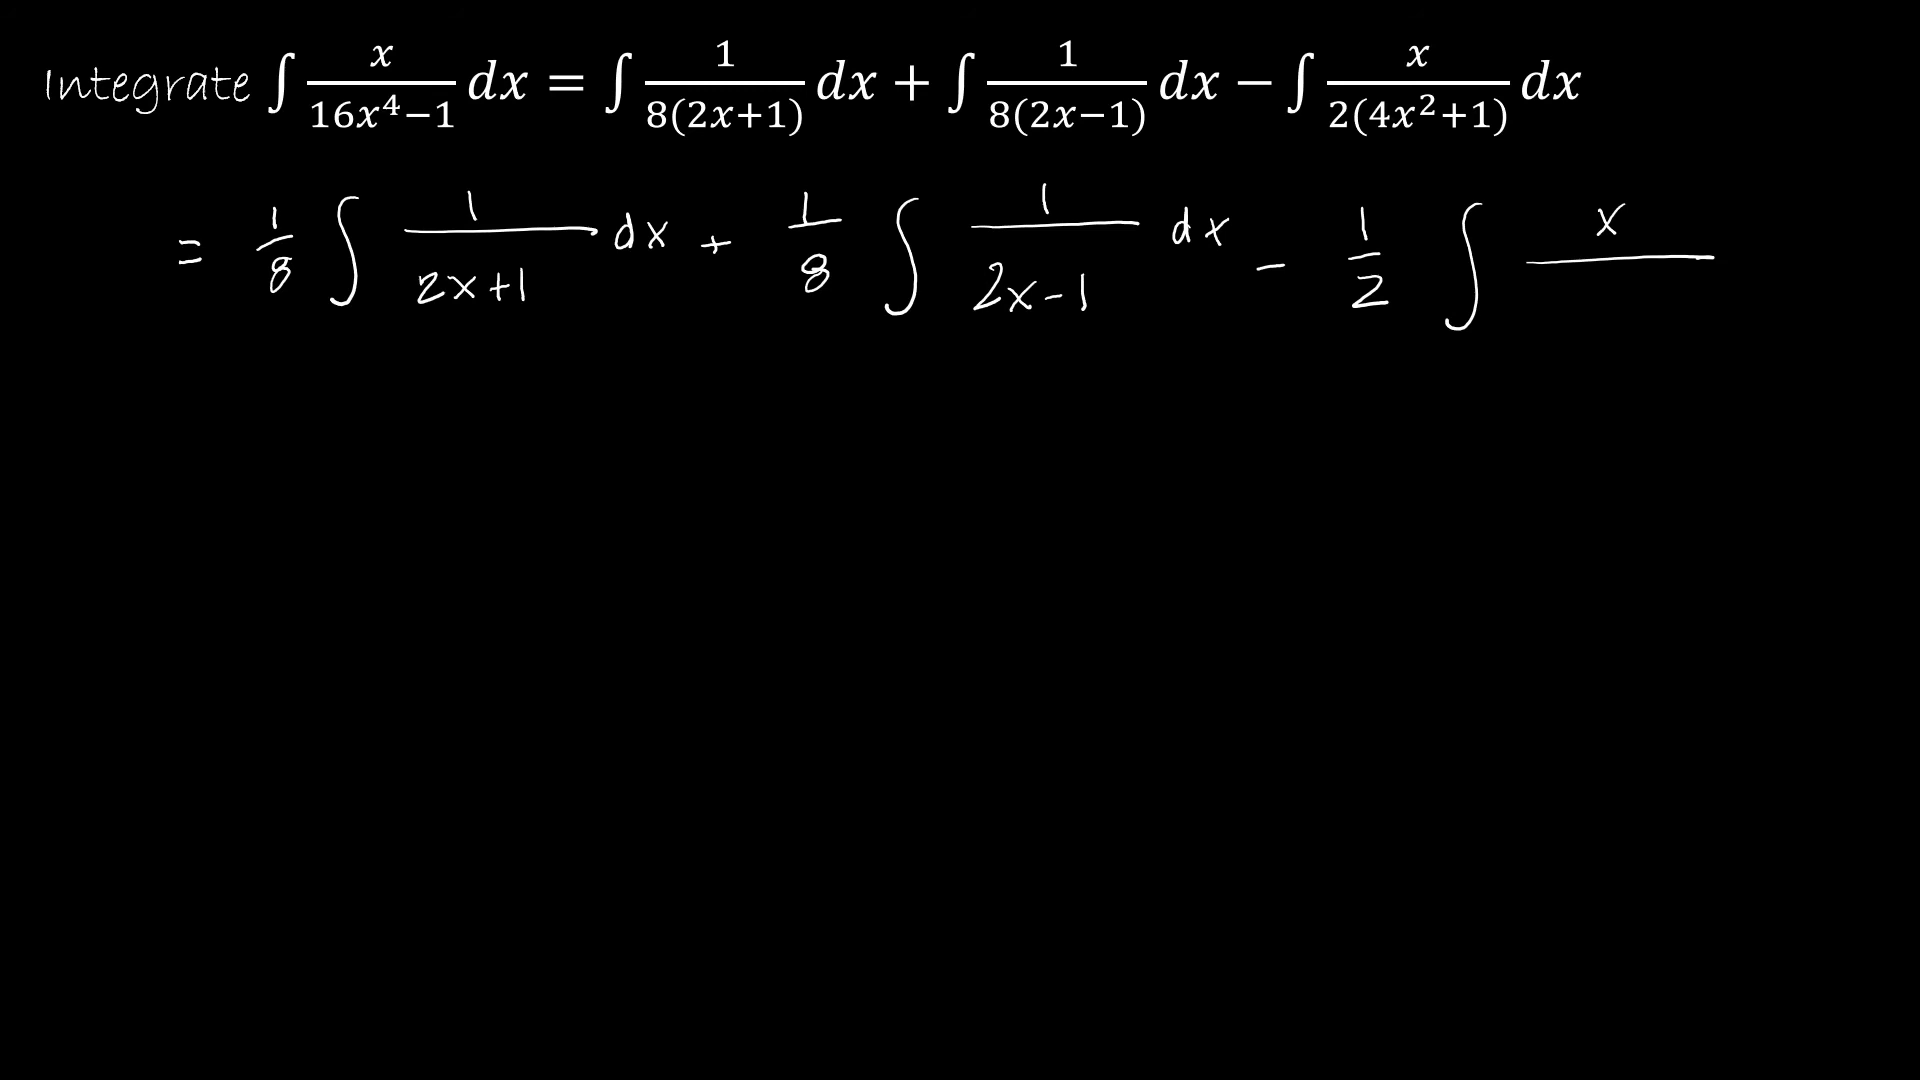 Integrate ∫ x/(16x⁴−1) dx = ∫ 1/(8(2x+1)) dx + ∫ 1/(8(2x−1)) dx − ∫ x/(2(4x²+1)) dx
= 1/8 ∫ 1/(2x+1) dx + 1/8 ∫ 1/(2x-1) dx - 1/2 ∫ x/